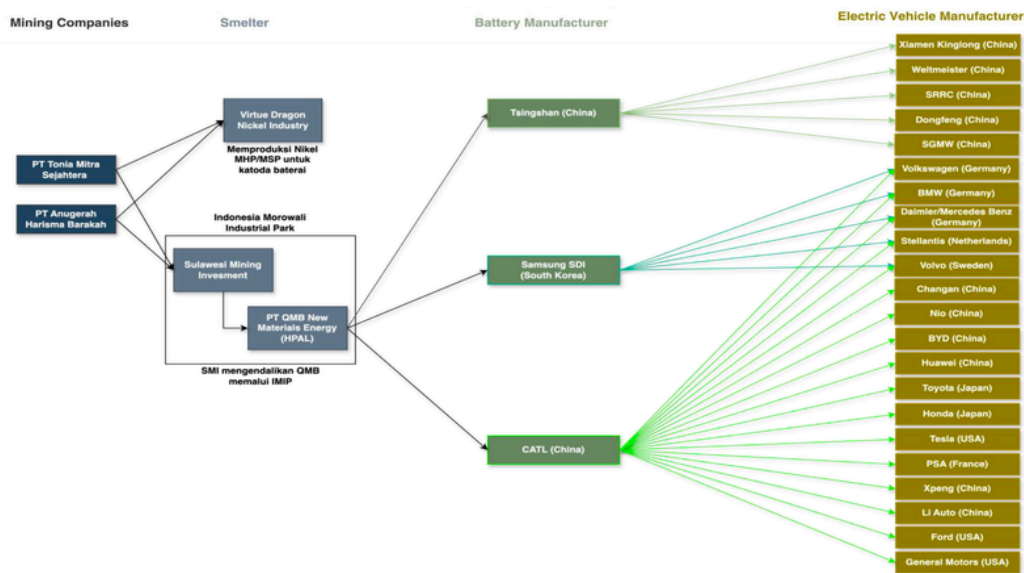 Mining Companies
Smelter
Battery Manufacturer
Electric Vehicle Manufacturer
PT Tonia Mitra
Sejahtera
PT Anugerah
Harisma Barakah
Virtue Dragon
Nickel Industry
Memproduksi Nikel
MHP/MSP untuk
katoda baterai
Indonesia Morowali
Industrial Park
Sulawesi Mining
Invesment
PT QMB New
Materials Energy
(HPAL)
SMI mengendalikan QMB
memalui IMIP
Tsingshan (China)
Samsung SDI
(South Korea)
CATL (China)
Xiamen Kinglong (China)
Weltmeister (China)
SRRC (China)
Dongfeng (China)
SGMW (China)
Volkswagen (Germany)
BMW (Germany)
Daimler/Mercedes Benz
(Germany)
Stellantis (Netherlands)
Volvo (Sweden)
Changan (China)
Nio (China)
BYD (China)
Huawei (China)
Toyota (Japan)
Honda (Japan)
Tesla (USA)
PSA (France)
Xpeng (China)
Li Auto (China)
Ford (USA)
General Motors (USA)